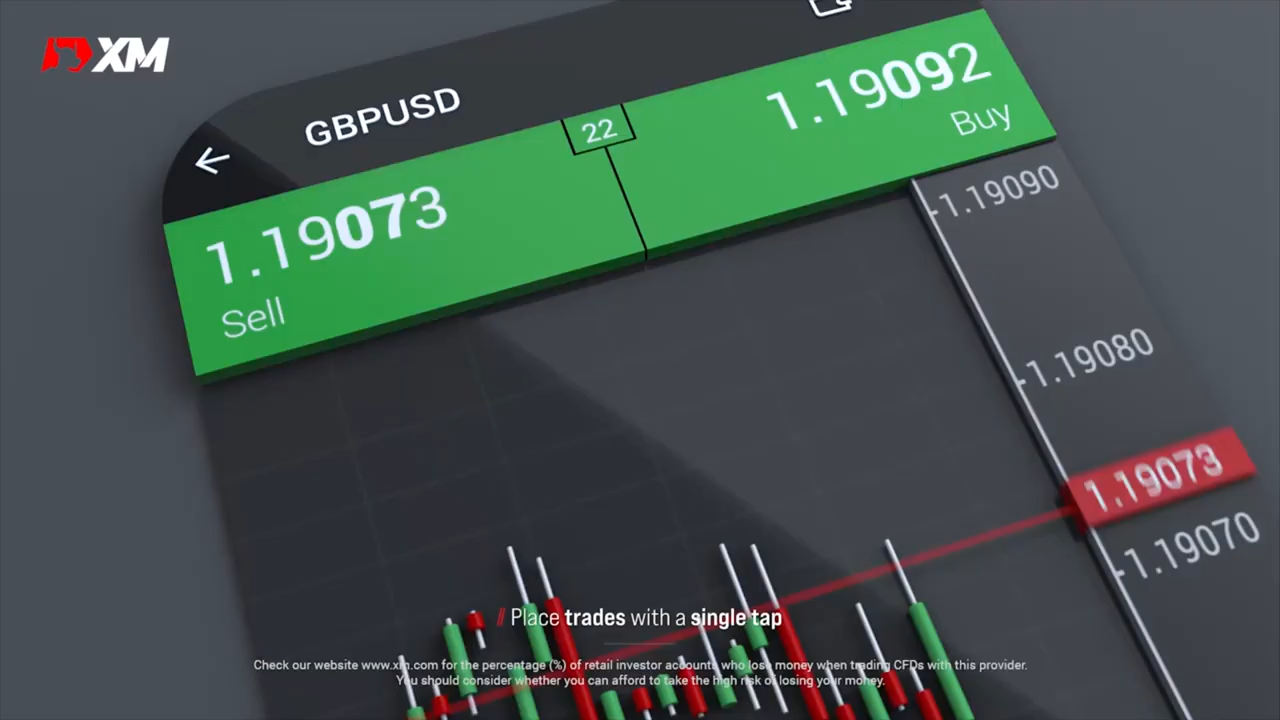 XM
GBPUSD
22
1.19092
Buy
1.19073
Sell
1.19090
1.19080
1.19073
1.19070
// Place trades with a single tap
Check our website www.xm.com for the percentage (%) of retail investor accounts who lose money when trading CFDs with this provider.
You should consider whether you can afford to take the high risk of losing your money.